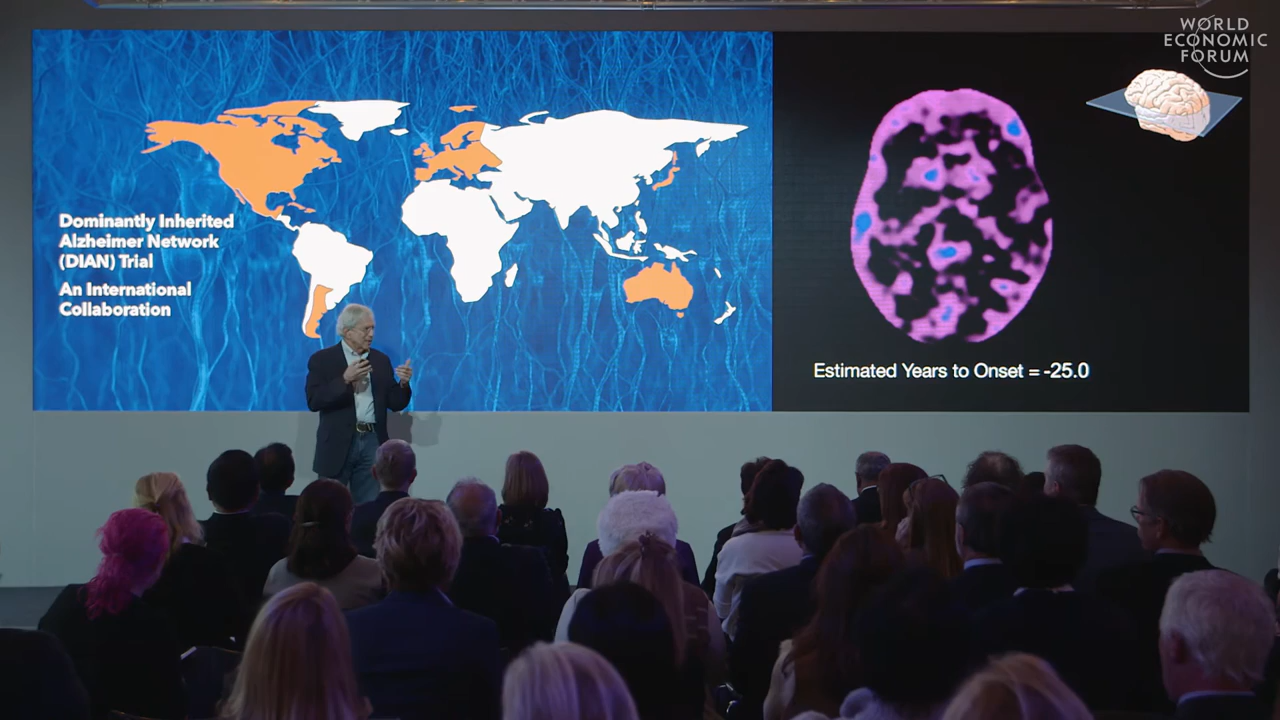 WORLD
ECONOMIC
FORUM
Dominantly Inherited
Alzheimer Network
(DIAN) Trial
An International
Collaboration
Estimated Years to Onset = -25.0